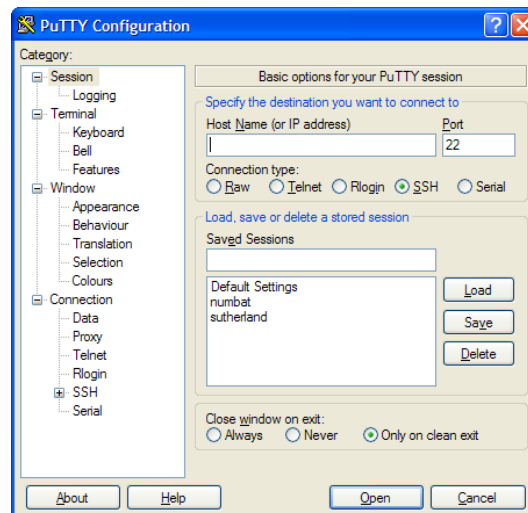 PuTTY Configuration
Category:
Session
Logging
Terminal
Keyboard
Bell
Features
Window
Appearance
Behaviour
Translation
Selection
Colours
Connection
Data
Proxy
Telnet
Rlogin
SSH
Serial
Basic options for your PuTTY session
Specify the destination you want to connect to
Host Name (or IP address) Port
22
Connection type:
Raw Telnet Rlogin SSH Serial
Load, save or delete a stored session
Saved Sessions
Default Settings
numbat
sutherland
Load
Save
Delete
Close window on exit:
Always Never Only on clean exit
About Help Open Cancel